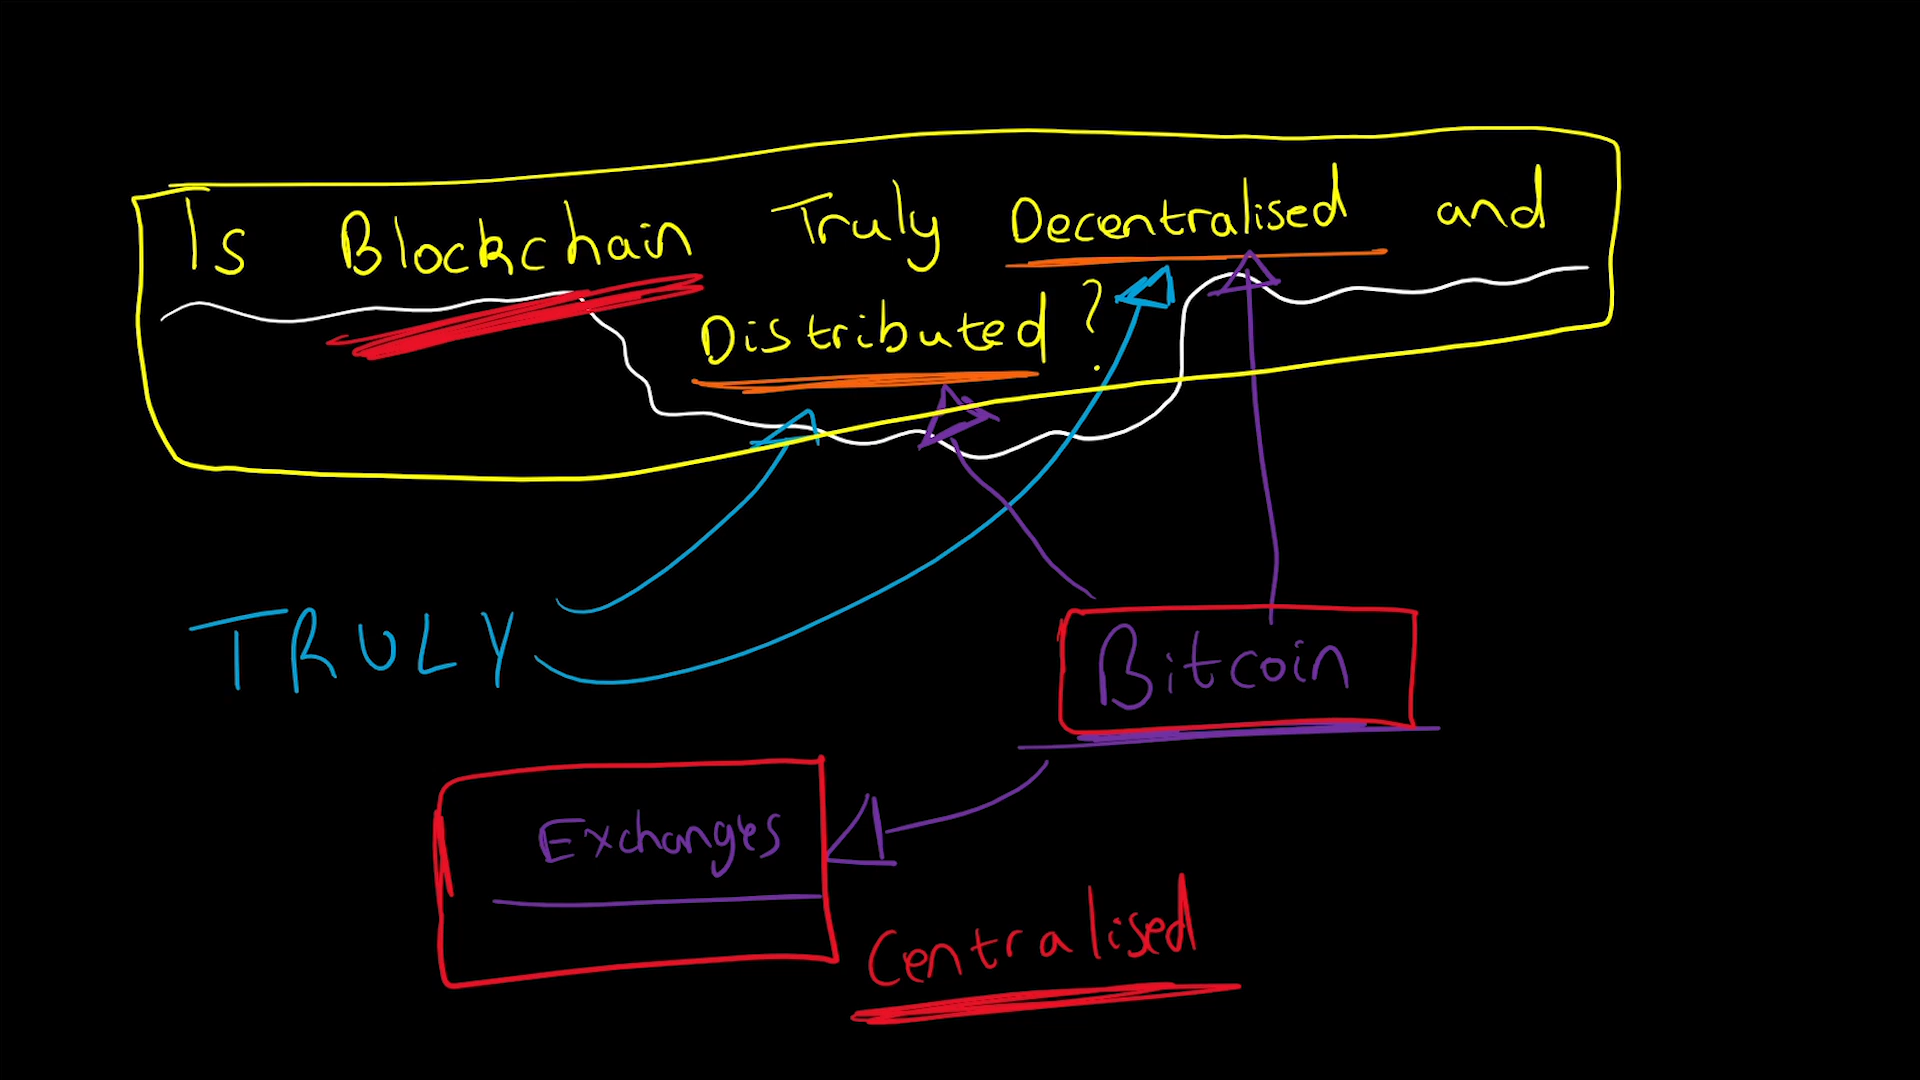 Is Blockchain Truly Decentralised and
Distributed?
TRULY
Bitcoin
Exchanges
Centralised